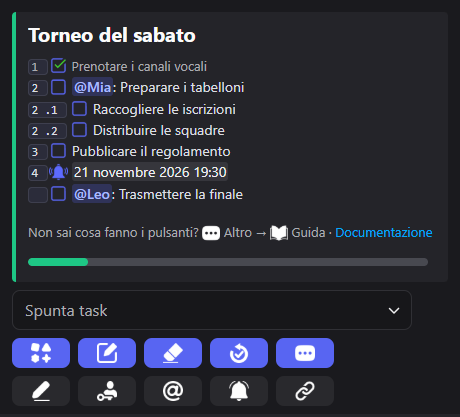 Torneo del sabato
1 Prenotare i canali vocali
2 @Mia: Preparare i tabelloni
2 .1 Raccogliere le iscrizioni
2 .2 Distribuire le squadre
3 Pubblicare il regolamento
4 21 novembre 2026 19:30
@Leo: Trasmettere la finale
Non sai cosa fanno i pulsanti? Altro → Guida · Documentazione
Spunta task